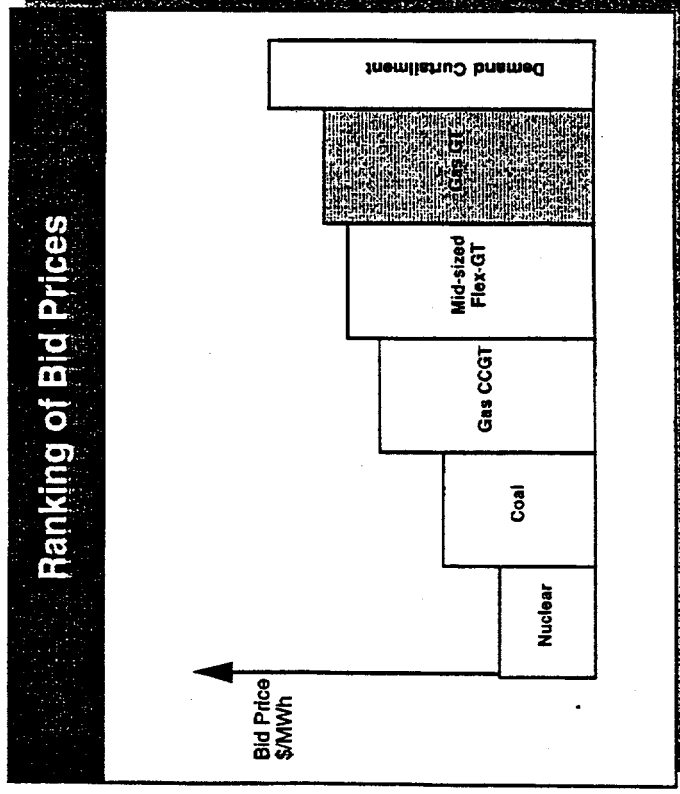 Ranking of Bid Prices
Bid Price
$/MWh
Nuclear
Coal
Gas CCGT
Mid-sized
Flex-GT
Gas GT
Demand Curtailment